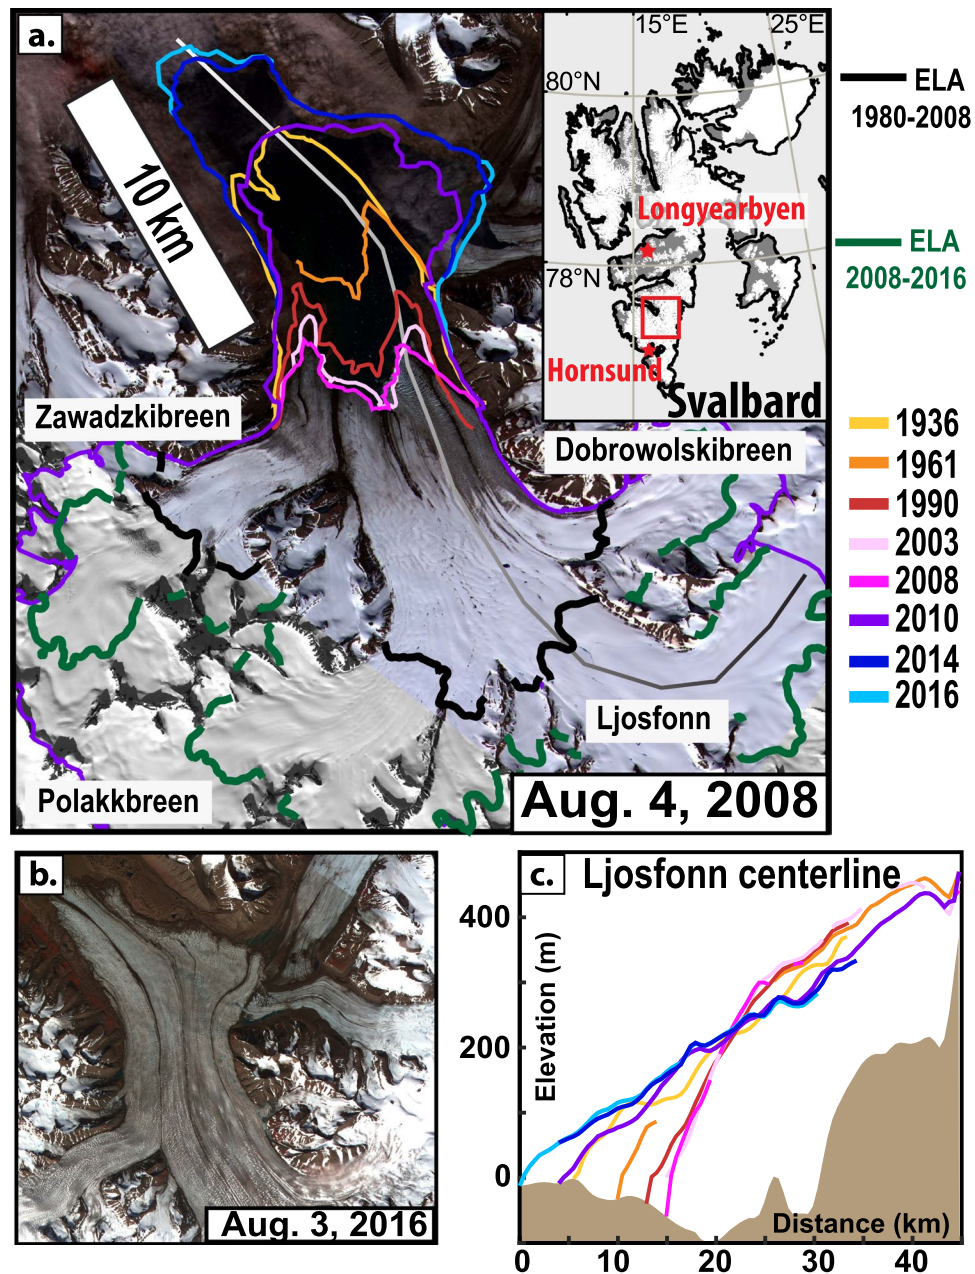 a.
10 km
15°E
25°E
80°N
Longyearbyen
78°N
Hornsund
Svalbard
ELA
1980-2008
ELA
2008-2016
Zawadzkibreen
Dobrowolskibreen
Ljosfonn
Polakkbreen
Aug. 4, 2008
1936
1961
1990
2003
2008
2010
2014
2016
b.
Aug. 3, 2016
c.
Ljosfonn centerline
Elevation (m)
400
200
0
Distance (km)
0 10 20 30 40